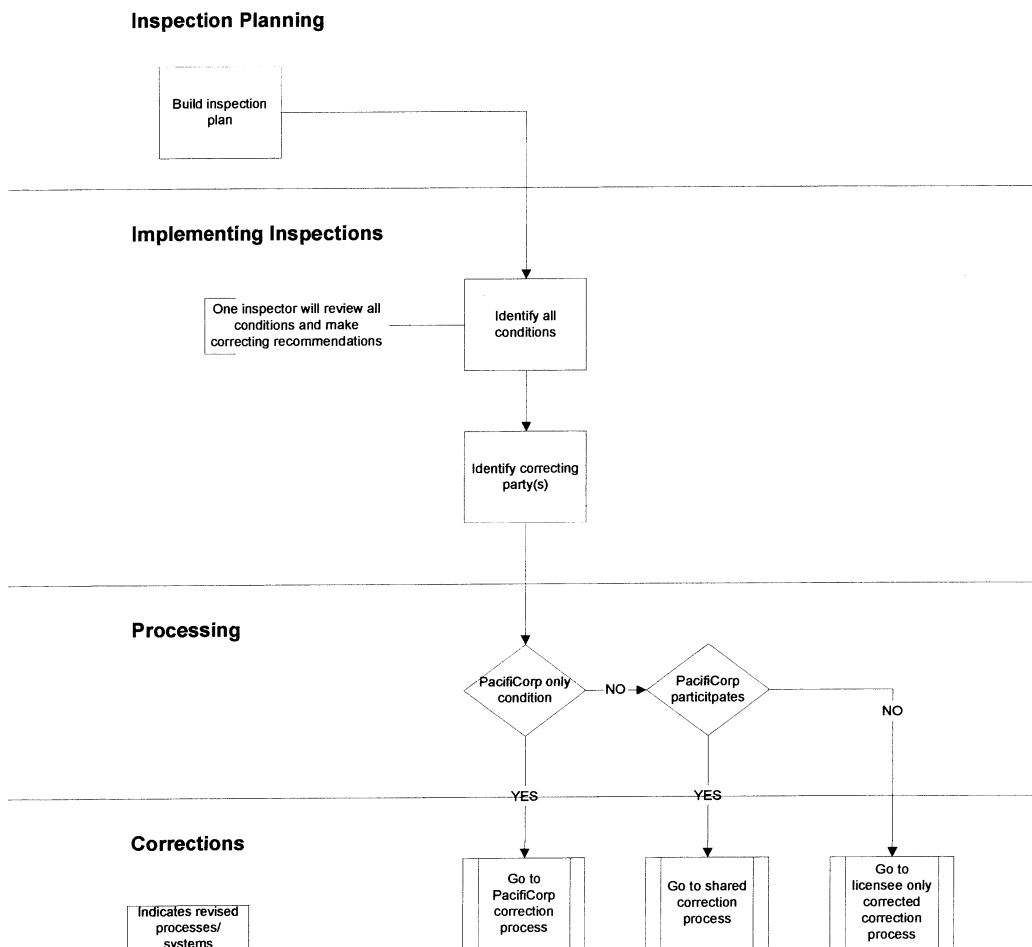 Inspection Planning
Build inspection
plan
Implementing Inspections
One inspector will review all
conditions and make
correcting recommendations
Identify all
conditions
Identify correcting
party(s)
Processing
PacifiCorp only
condition
NO
PacifiCorp
particitpates
NO
YES
YES
Corrections
Go to
PacifiCorp
correction
process
Go to shared
correction
process
Go to
licensee only
corrected
correction
process
Indicates revised
processes/
systems